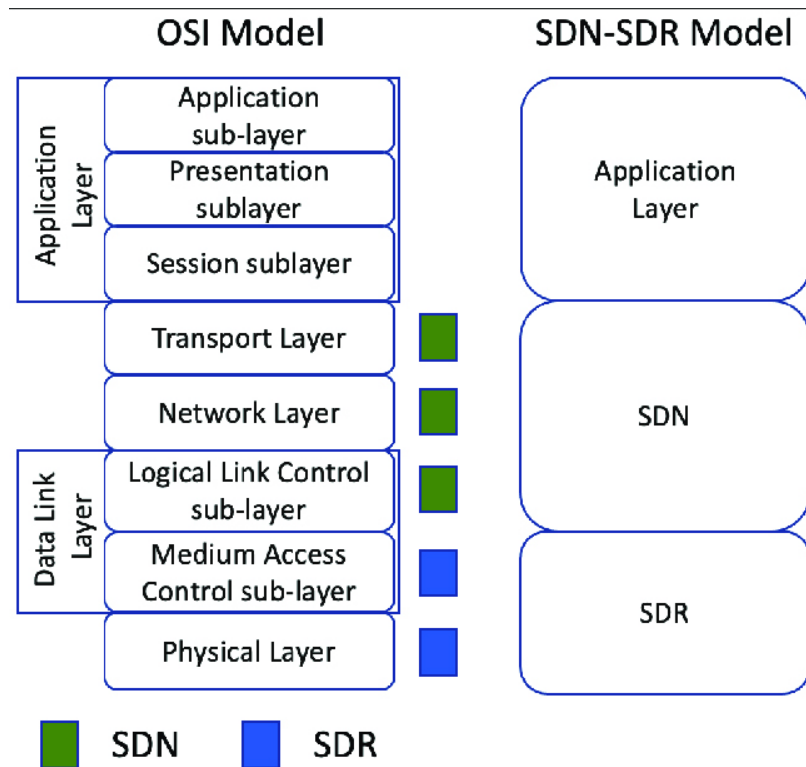 OSI Model
SDN-SDR Model
Application
Layer
Application
sub-layer
Presentation
sublayer
Session sublayer
Transport Layer
Network Layer
Data Link
Layer
Logical Link Control
sub-layer
Medium Access
Control sub-layer
Physical Layer
Application
Layer
SDN
SDR
SDN
SDR